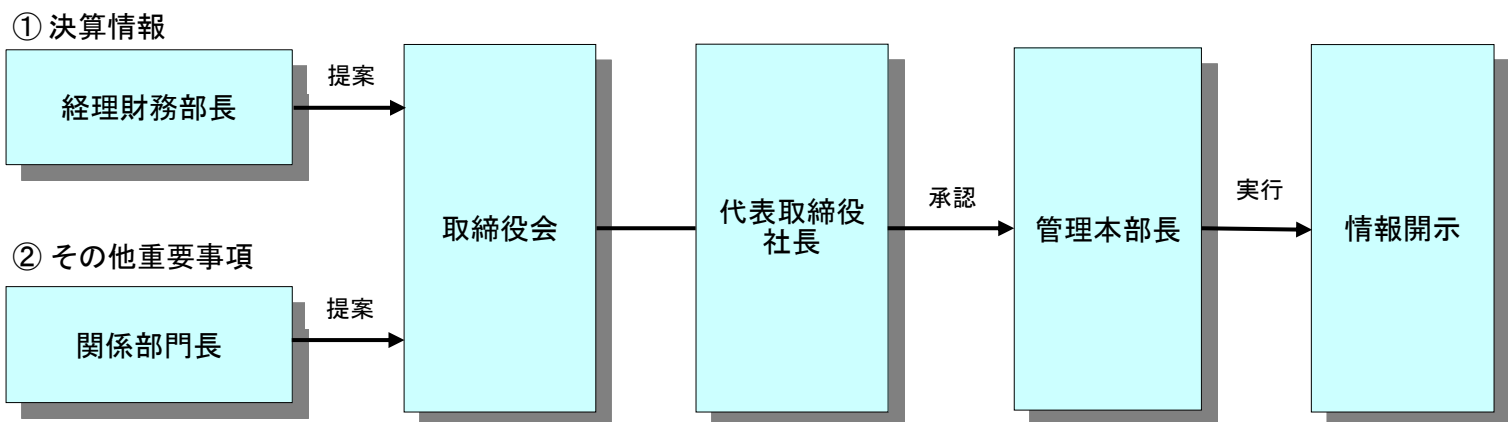 ① 決算情報
経理財務部長
提案
② その他重要事項
関係部門長
提案
取締役会
代表取締役
社長
承認
管理本部長
実行
情報開示